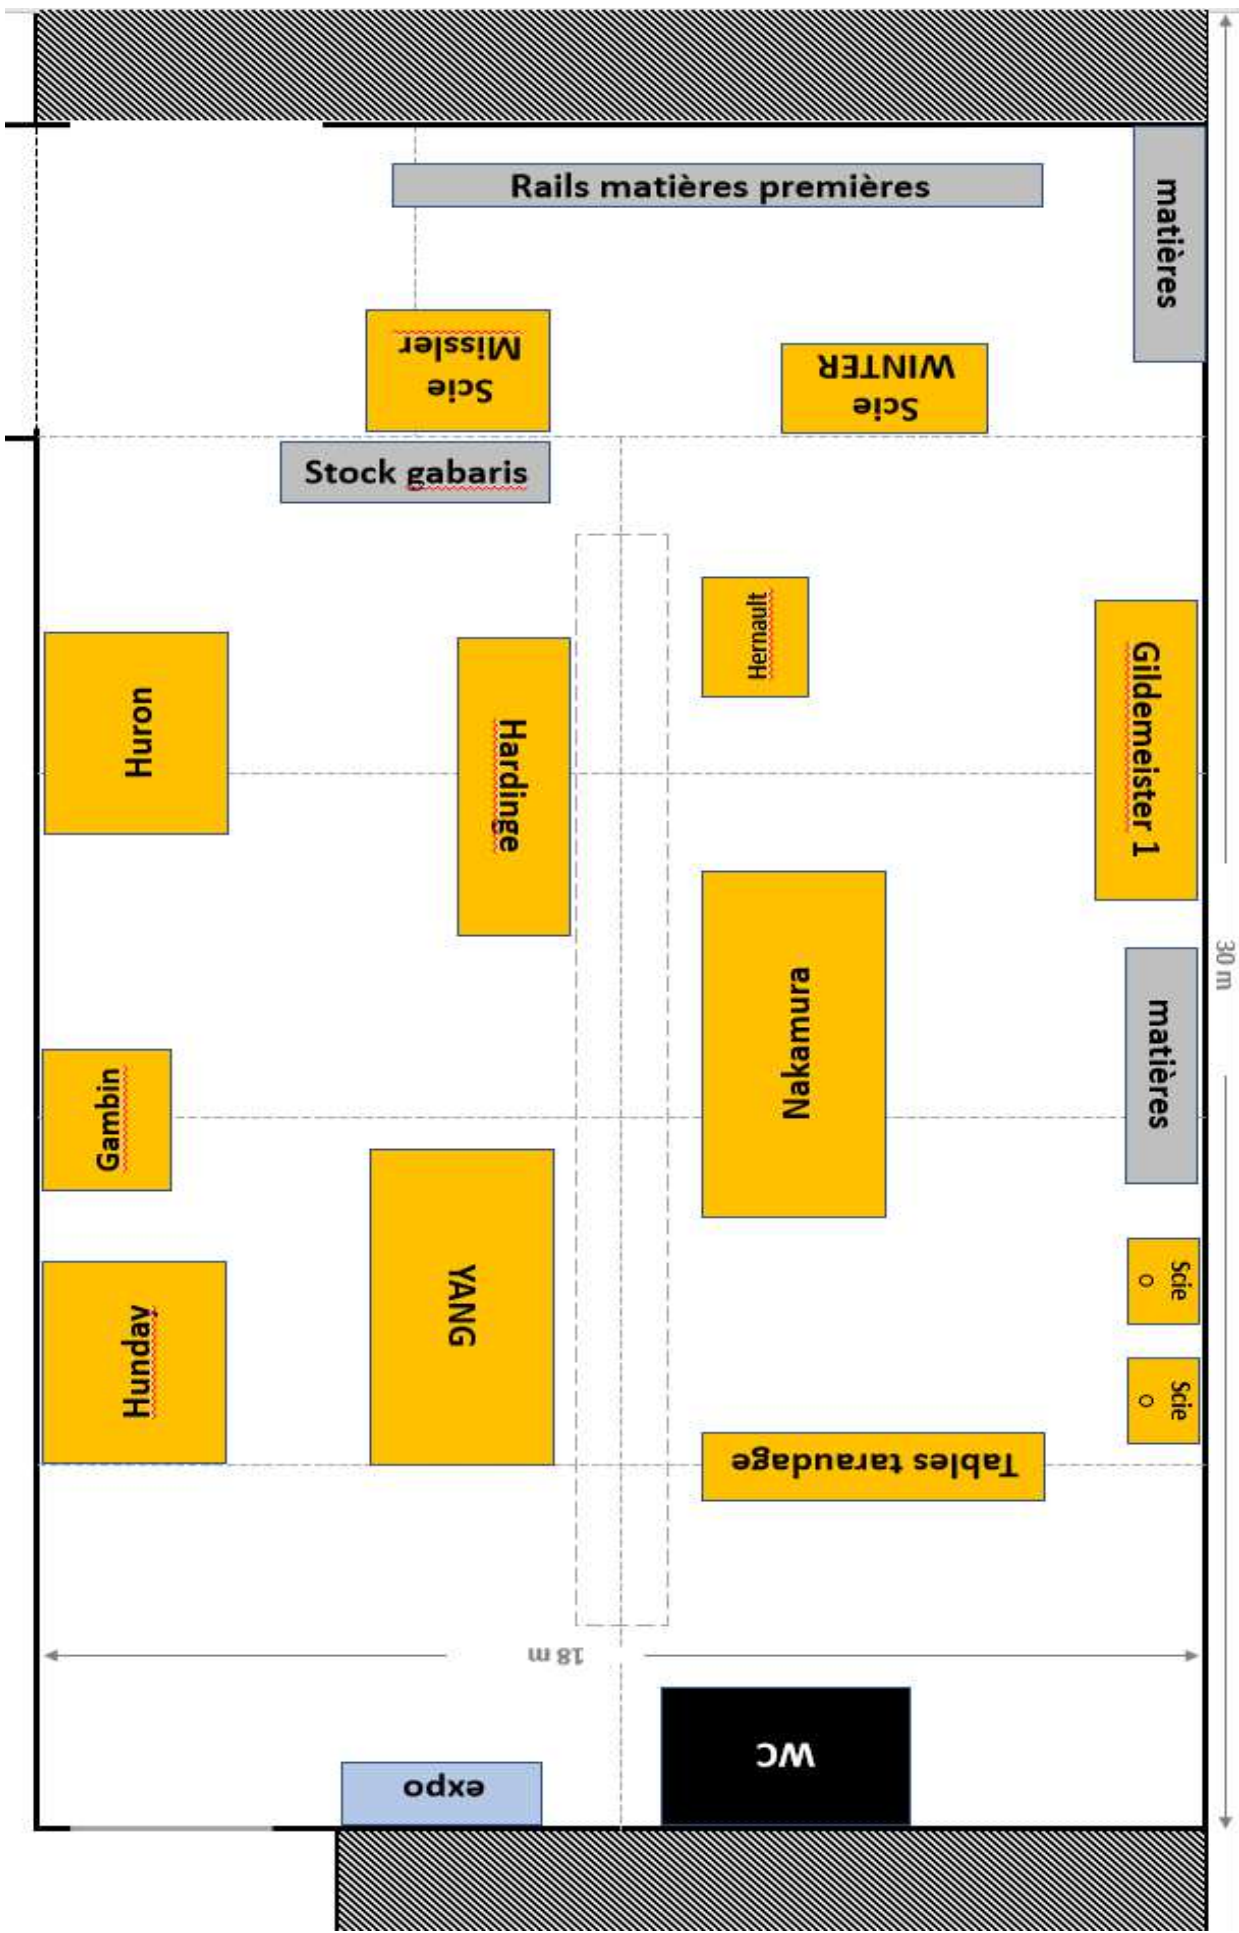 Rails matières premières
matières
Scie
Missler
Scie
WINTER
Stock gabaris
Hernault
Huron
Hardinge
Gildemeister 1
30 m
Nakamura
matières
Gambin
YANG
Scie
O
Hunday
Scie
O
Tables taraudage
18 m
WC
expo